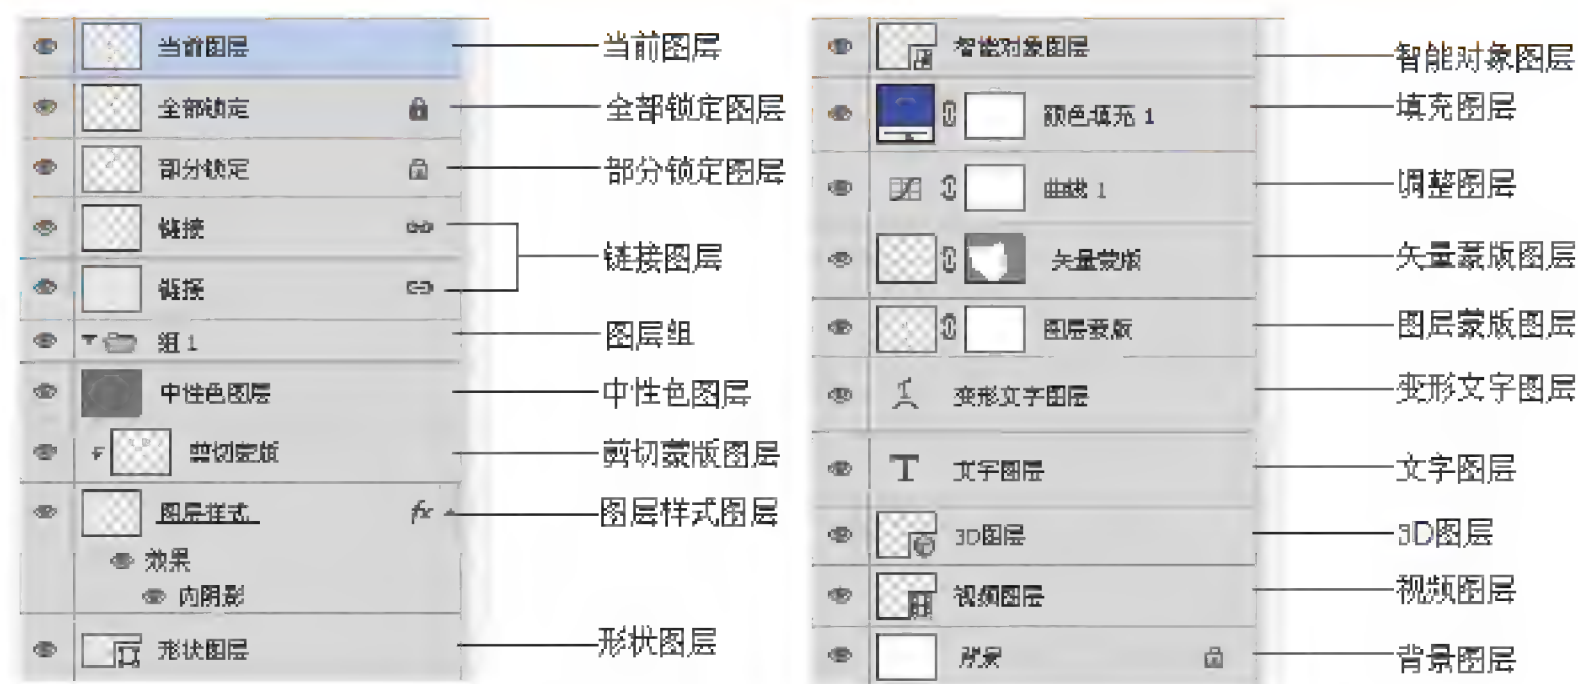 当前图层 当前图层
全部锁定 全部锁定图层
部分锁定 部分锁定图层
链接
链接图层
链接
组 1 图层组
中性色图层 中性色图层
剪切蒙版 剪切蒙版图层
图层样式 fx 图层样式图层
效果
内阴影
形状图层 形状图层
智能对象图层 智能对象图层
颜色填充 1 填充图层
曲线 1 调整图层
矢量蒙版 矢量蒙版图层
图层蒙版 图层蒙版图层
变形文字图层 变形文字图层
T 文字图层 文字图层
3D图层 3D图层
视频图层 视频图层
背景 背景图层